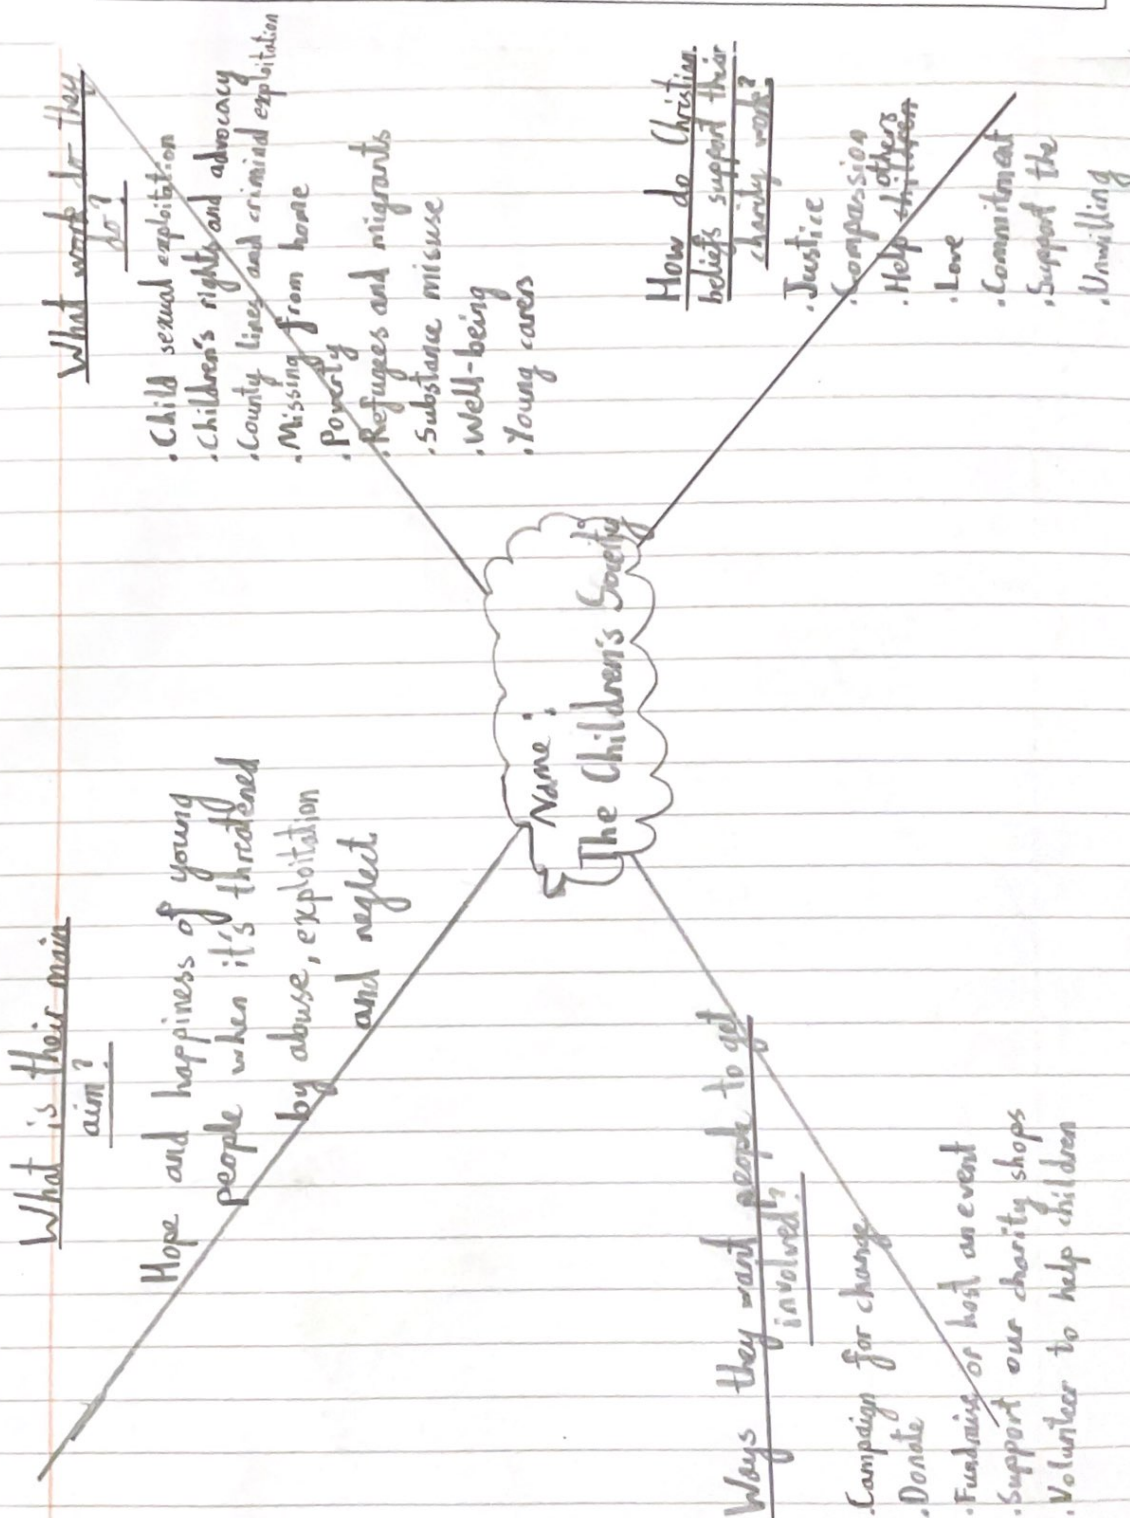 What is their main
aim?
Hope and happiness of young
people when it's threatened
by abuse, exploitation
and neglect
What work do they
do?
. Child sexual exploitation
. Children's rights and advocacy
. County lines and criminal exploitation
. Missing from home
. Poverty
. Refugees and migrants
. Substance misuse
. Well-being
. Young carers
Name:
The Children's Society
Ways they want people to get
involved?
. Campaign for change
. Donate
. Fundraise or host an event
. Support our charity shops
. Volunteer to help children
How do Christian
beliefs support their
charity work?
. Justice
. Compassion
. Help children others
. Love
. Commitment
. Support the
. Unwilling